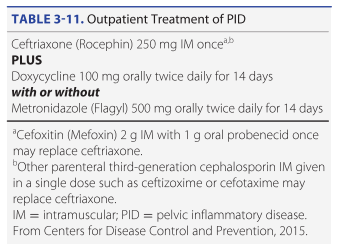 TABLE 3-11. Outpatient Treatment of PID
Ceftriaxone (Rocephin) 250 mg IM onceᵃ,ᵇ
PLUS
Doxycycline 100 mg orally twice daily for 14 days
with or without
Metronidazole (Flagyl) 500 mg orally twice daily for 14 days
ᵃCefoxitin (Mefoxin) 2 g IM with 1 g oral probenecid once
may replace ceftriaxone.
ᵇOther parenteral third-generation cephalosporin IM given
in a single dose such as ceftizoxime or cefotaxime may
replace ceftriaxone.
IM = intramuscular; PID = pelvic inflammatory disease.
From Centers for Disease Control and Prevention, 2015.